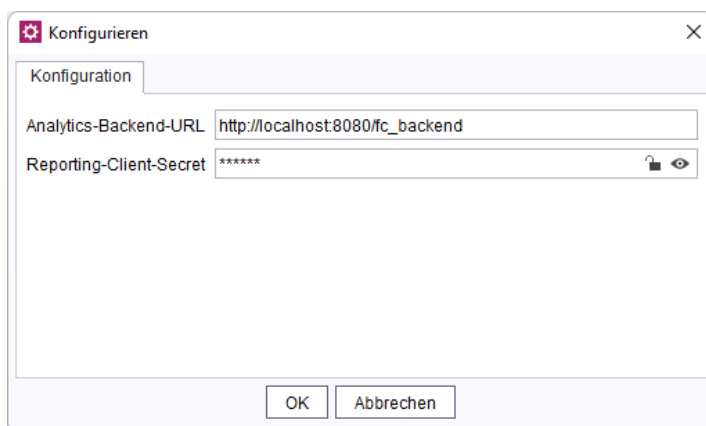 Konfigurieren
Konfiguration
Analytics-Backend-URL http://localhost:8080/fc_backend
Reporting-Client-Secret ******
OK Abbrechen